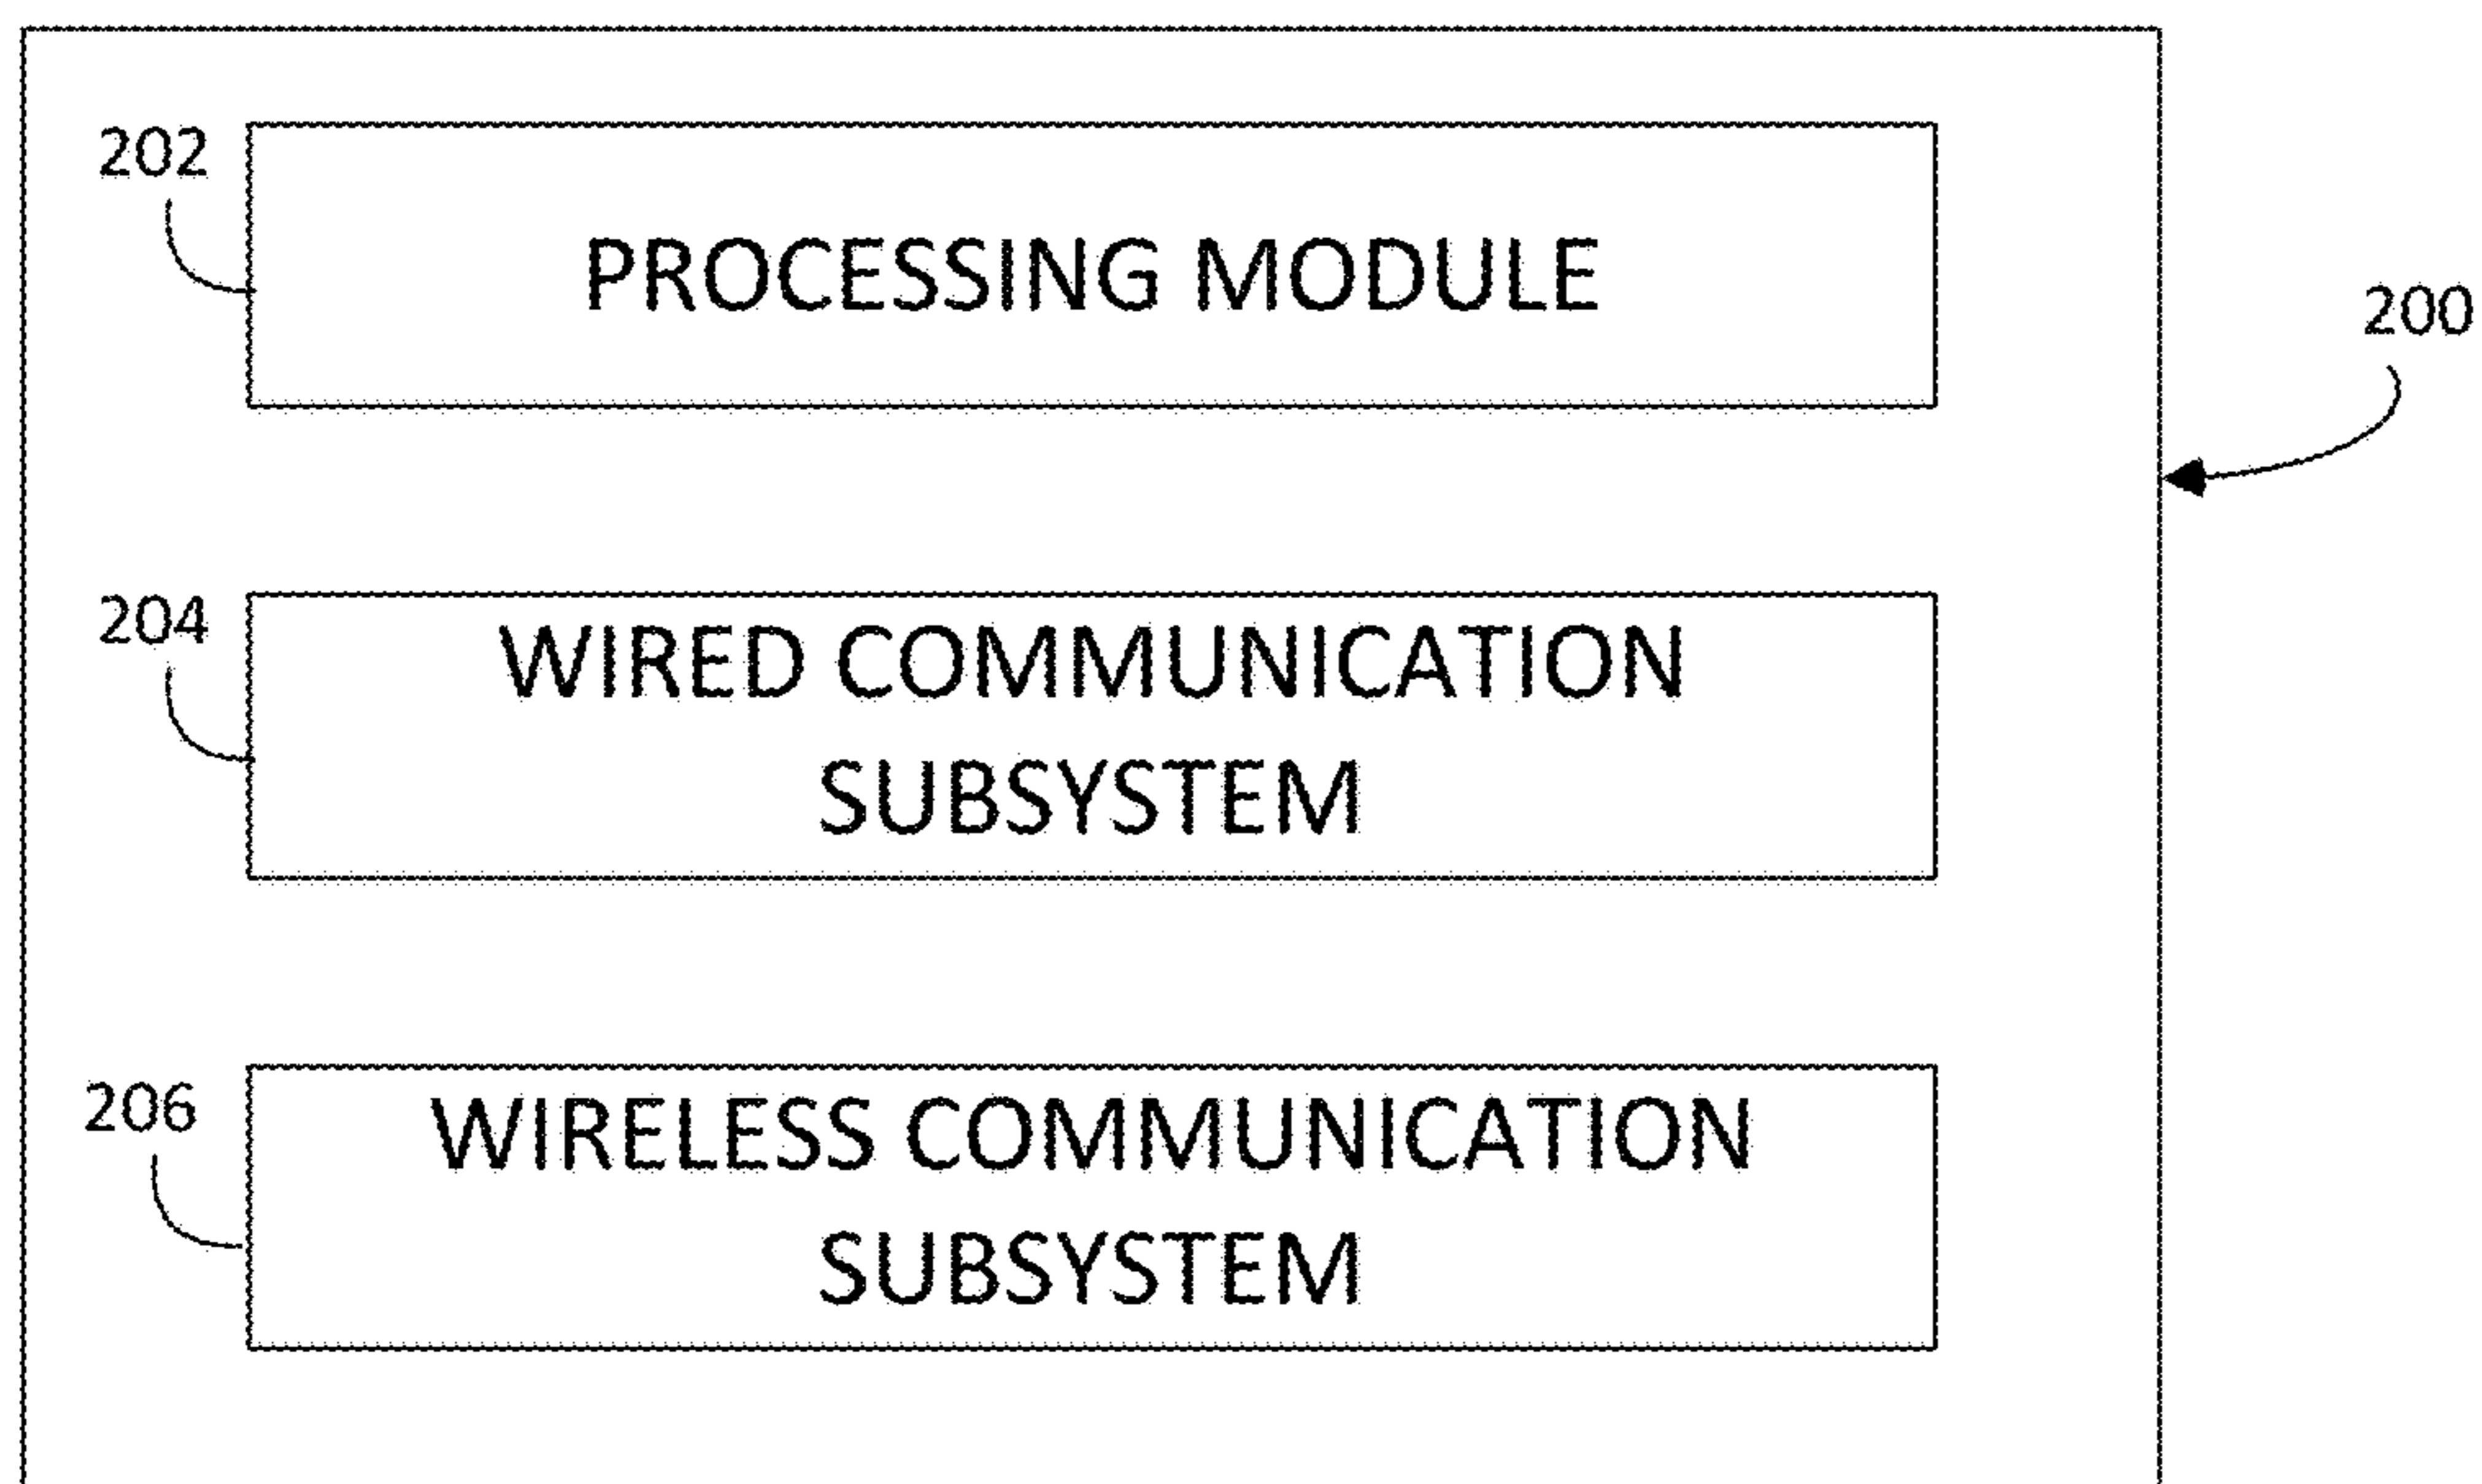 202
PROCESSING MODULE
200
204
WIRED COMMUNICATION
SUBSYSTEM
206
WIRELESS COMMUNICATION
SUBSYSTEM